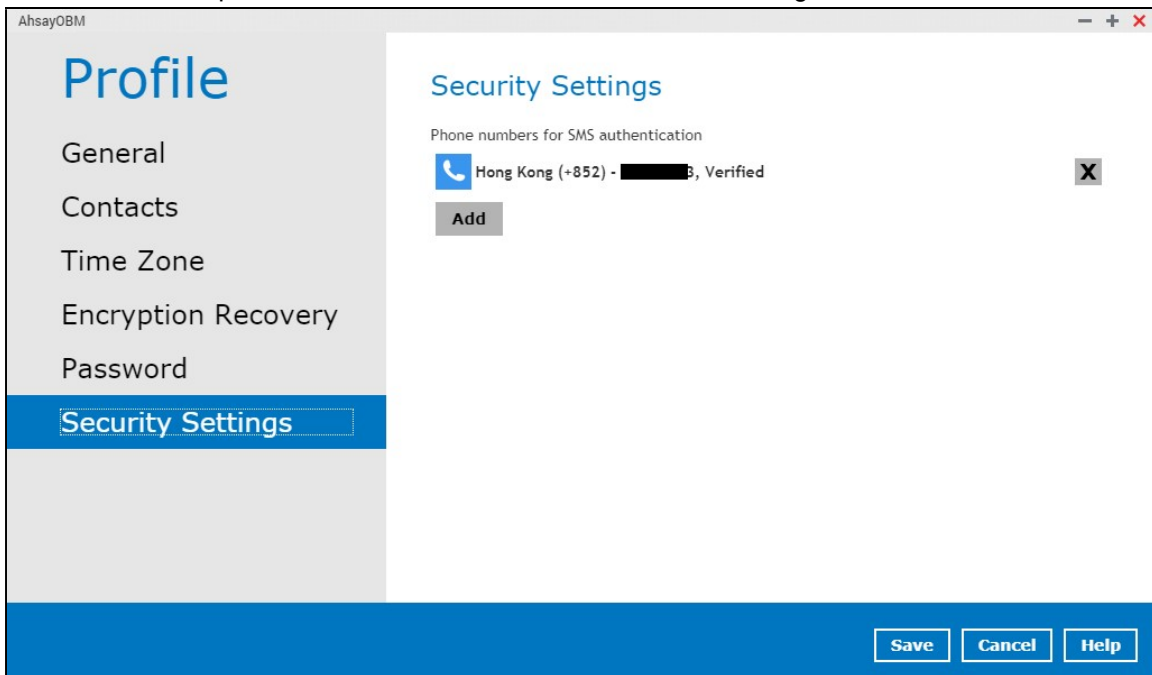 AhsayOBM
Profile
General
Contacts
Time Zone
Encryption Recovery
Password
Security Settings
Security Settings
Phone numbers for SMS authentication
Hong Kong (+852) - 3, Verified
X
Add
Save Cancel Help